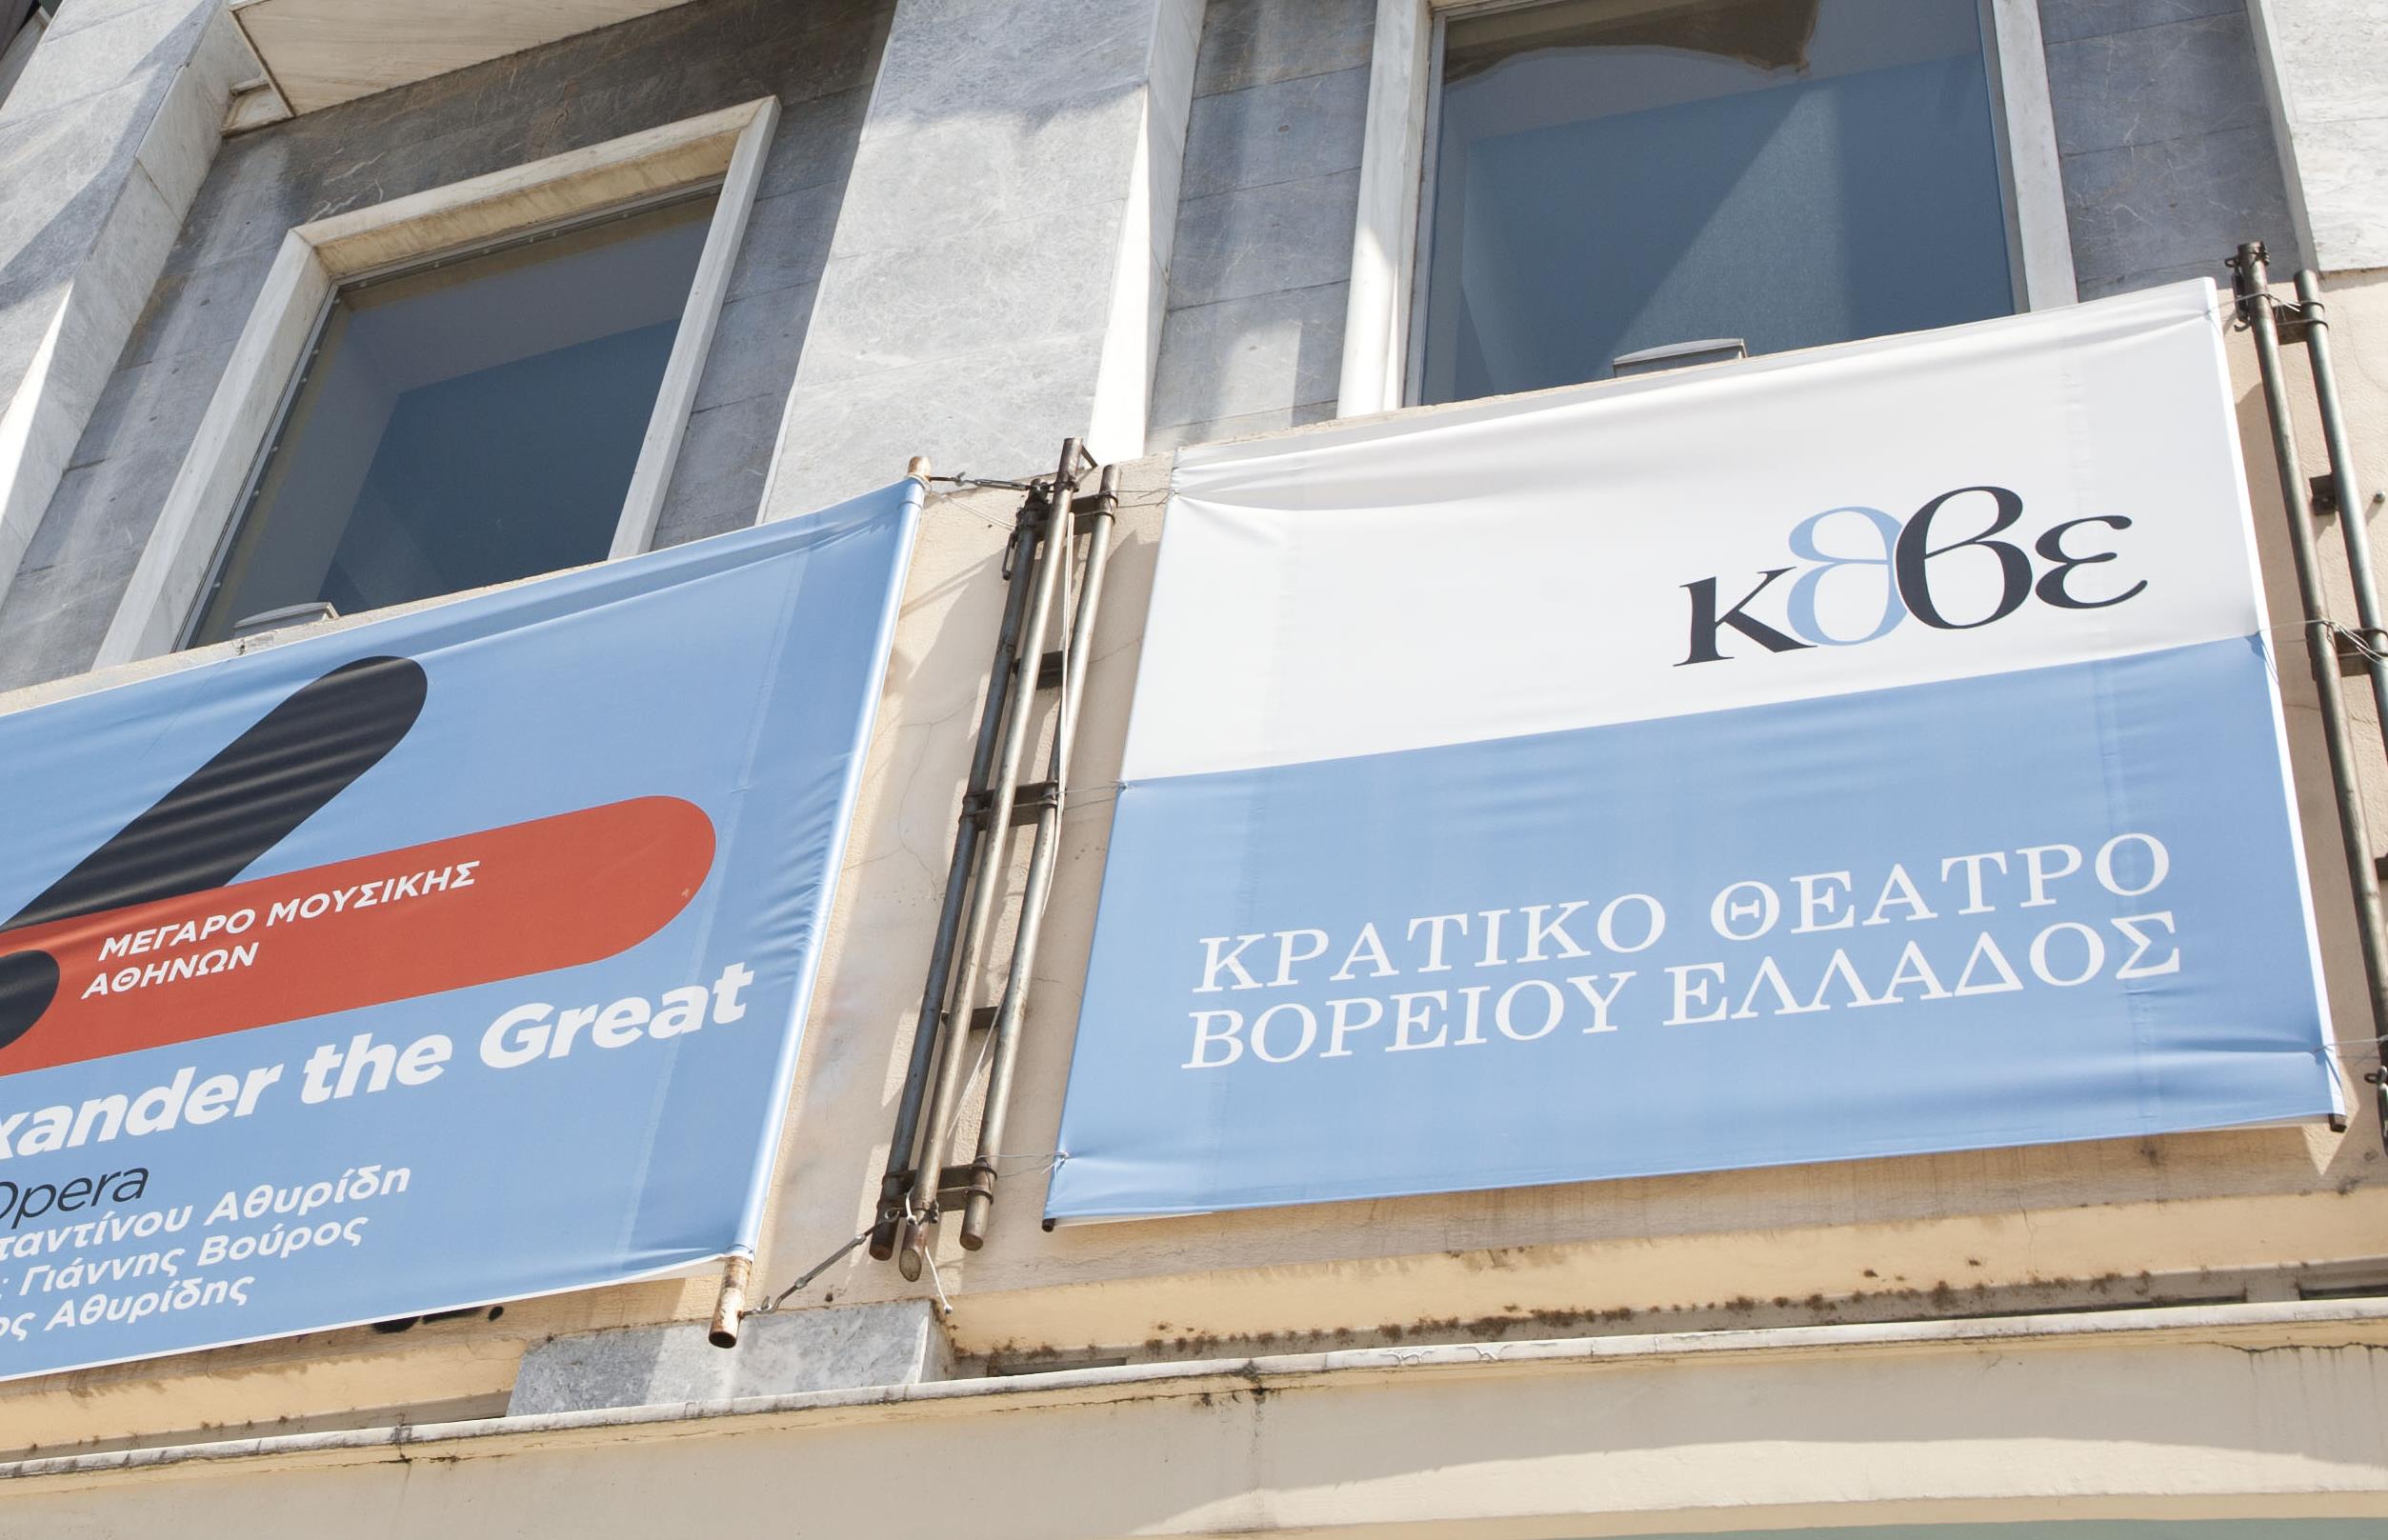 ΜΕΓΑΡΟ ΜΟΥΣΙΚΗΣ
ΑΘΗΝΩΝ
xander the Great
Opera
ταντίνου Αθυρίδη
: Γιάννης Βούρος
ος Αθυρίδης
κθβε
ΚΡΑΤΙΚΟ ΘΕΑΤΡΟ
ΒΟΡΕΙΟΥ ΕΛΛΑΔΟΣ